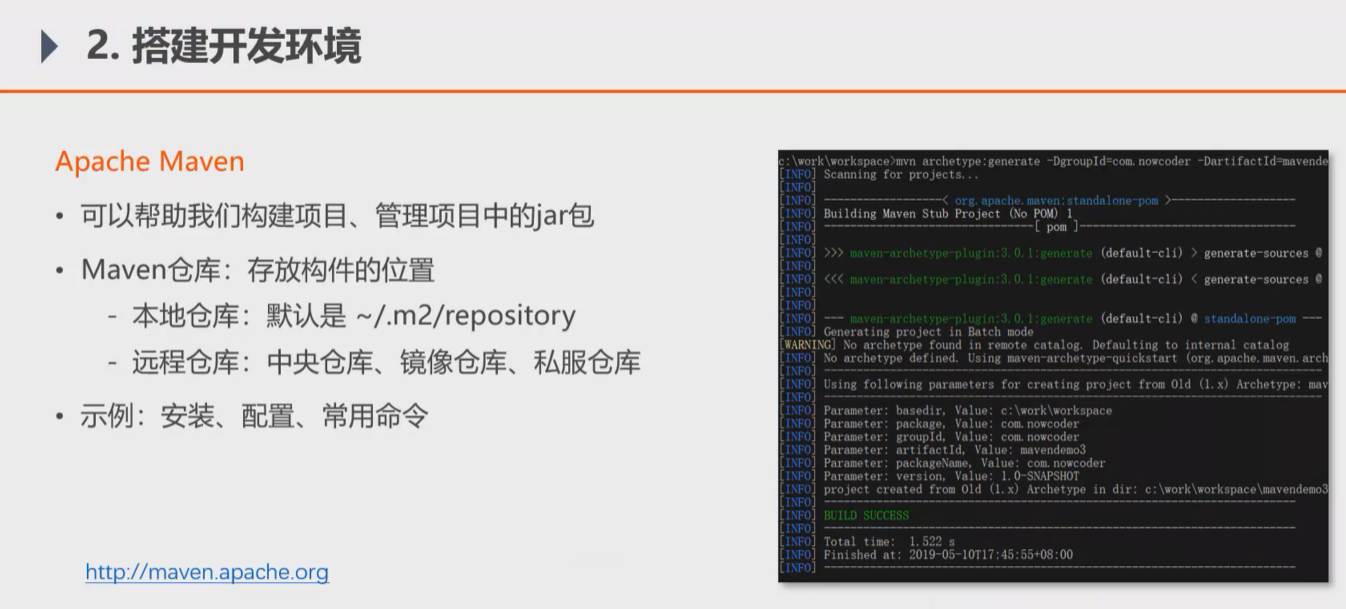 2. 搭建开发环境
Apache Maven
• 可以帮助我们构建项目、管理项目中的jar包
• Maven仓库：存放构件的位置
- 本地仓库：默认是 ~/.m2/repository
- 远程仓库：中央仓库、镜像仓库、私服仓库
• 示例：安装、配置、常用命令
http://maven.apache.org
c:\work\workspace>mvn archetype:generate -DgroupId=com.nowcoder -DartifactId=mavende
[INFO] Scanning for projects...
[INFO]
[INFO] ------------------< org.apache.maven:standalone-pom >-------------------
[INFO] Building Maven Stub Project (No POM) 1
[INFO] --------------------------------[ pom ]---------------------------------
[INFO]
[INFO] >>> maven-archetype-plugin:3.0.1:generate (default-cli) > generate-sources @
[INFO]
[INFO] <<< maven-archetype-plugin:3.0.1:generate (default-cli) < generate-sources @
[INFO]
[INFO]
[INFO] --- maven-archetype-plugin:3.0.1:generate (default-cli) @ standalone-pom ---
[INFO] Generating project in Batch mode
[WARNING] No archetype found in remote catalog. Defaulting to internal catalog
[INFO] No archetype defined. Using maven-archetype-quickstart (org.apache.maven.arch
[INFO] ----------------------------------------------------------------------------
[INFO] Using following parameters for creating project from Old (1.x) Archetype: mav
[INFO] ----------------------------------------------------------------------------
[INFO] Parameter: basedir, Value: c:\work\workspace
[INFO] Parameter: package, Value: com.nowcoder
[INFO] Parameter: groupId, Value: com.nowcoder
[INFO] Parameter: artifactId, Value: mavendemo3
[INFO] Parameter: packageName, Value: com.nowcoder
[INFO] Parameter: version, Value: 1.0-SNAPSHOT
[INFO] project created from Old (1.x) Archetype in dir: c:\work\workspace\mavendemo3
[INFO] ------------------------------------------------------------------------
[INFO] BUILD SUCCESS
[INFO] ------------------------------------------------------------------------
[INFO] Total time:  1.522 s
[INFO] Finished at: 2019-05-10T17:45:55+08:00
[INFO] ------------------------------------------------------------------------